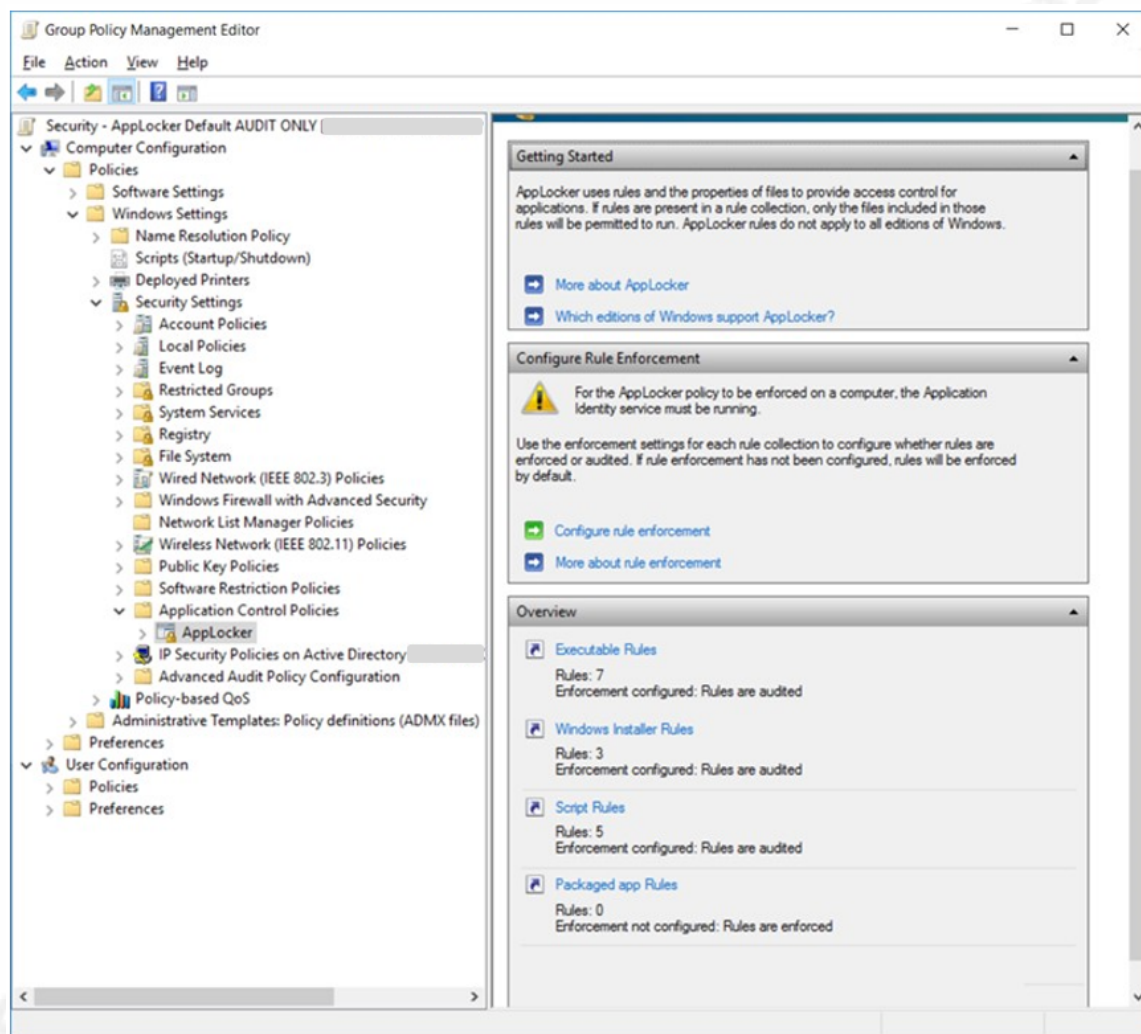 Group Policy Management Editor
File Action View Help
Security - AppLocker Default AUDIT ONLY [
Computer Configuration
Policies
Software Settings
Windows Settings
Name Resolution Policy
Scripts (Startup/Shutdown)
Deployed Printers
Security Settings
Account Policies
Local Policies
Event Log
Restricted Groups
System Services
Registry
File System
Wired Network (IEEE 802.3) Policies
Windows Firewall with Advanced Security
Network List Manager Policies
Wireless Network (IEEE 802.11) Policies
Public Key Policies
Software Restriction Policies
Application Control Policies
AppLocker
IP Security Policies on Active Directory
Advanced Audit Policy Configuration
Policy-based QoS
Administrative Templates: Policy definitions (ADMX files)
Preferences
User Configuration
Policies
Preferences
Getting Started
AppLocker uses rules and the properties of files to provide access control for
applications. If rules are present in a rule collection, only the files included in those
rules will be permitted to run. AppLocker rules do not apply to all editions of Windows.
More about AppLocker
Which editions of Windows support AppLocker?
Configure Rule Enforcement
For the AppLocker policy to be enforced on a computer, the Application
Identity service must be running.
Use the enforcement settings for each rule collection to configure whether rules are
enforced or audited. If rule enforcement has not been configured, rules will be enforced
by default.
Configure rule enforcement
More about rule enforcement
Overview
Executable Rules
Rules: 7
Enforcement configured: Rules are audited
Windows Installer Rules
Rules: 3
Enforcement configured: Rules are audited
Script Rules
Rules: 5
Enforcement configured: Rules are audited
Packaged app Rules
Rules: 0
Enforcement not configured: Rules are enforced